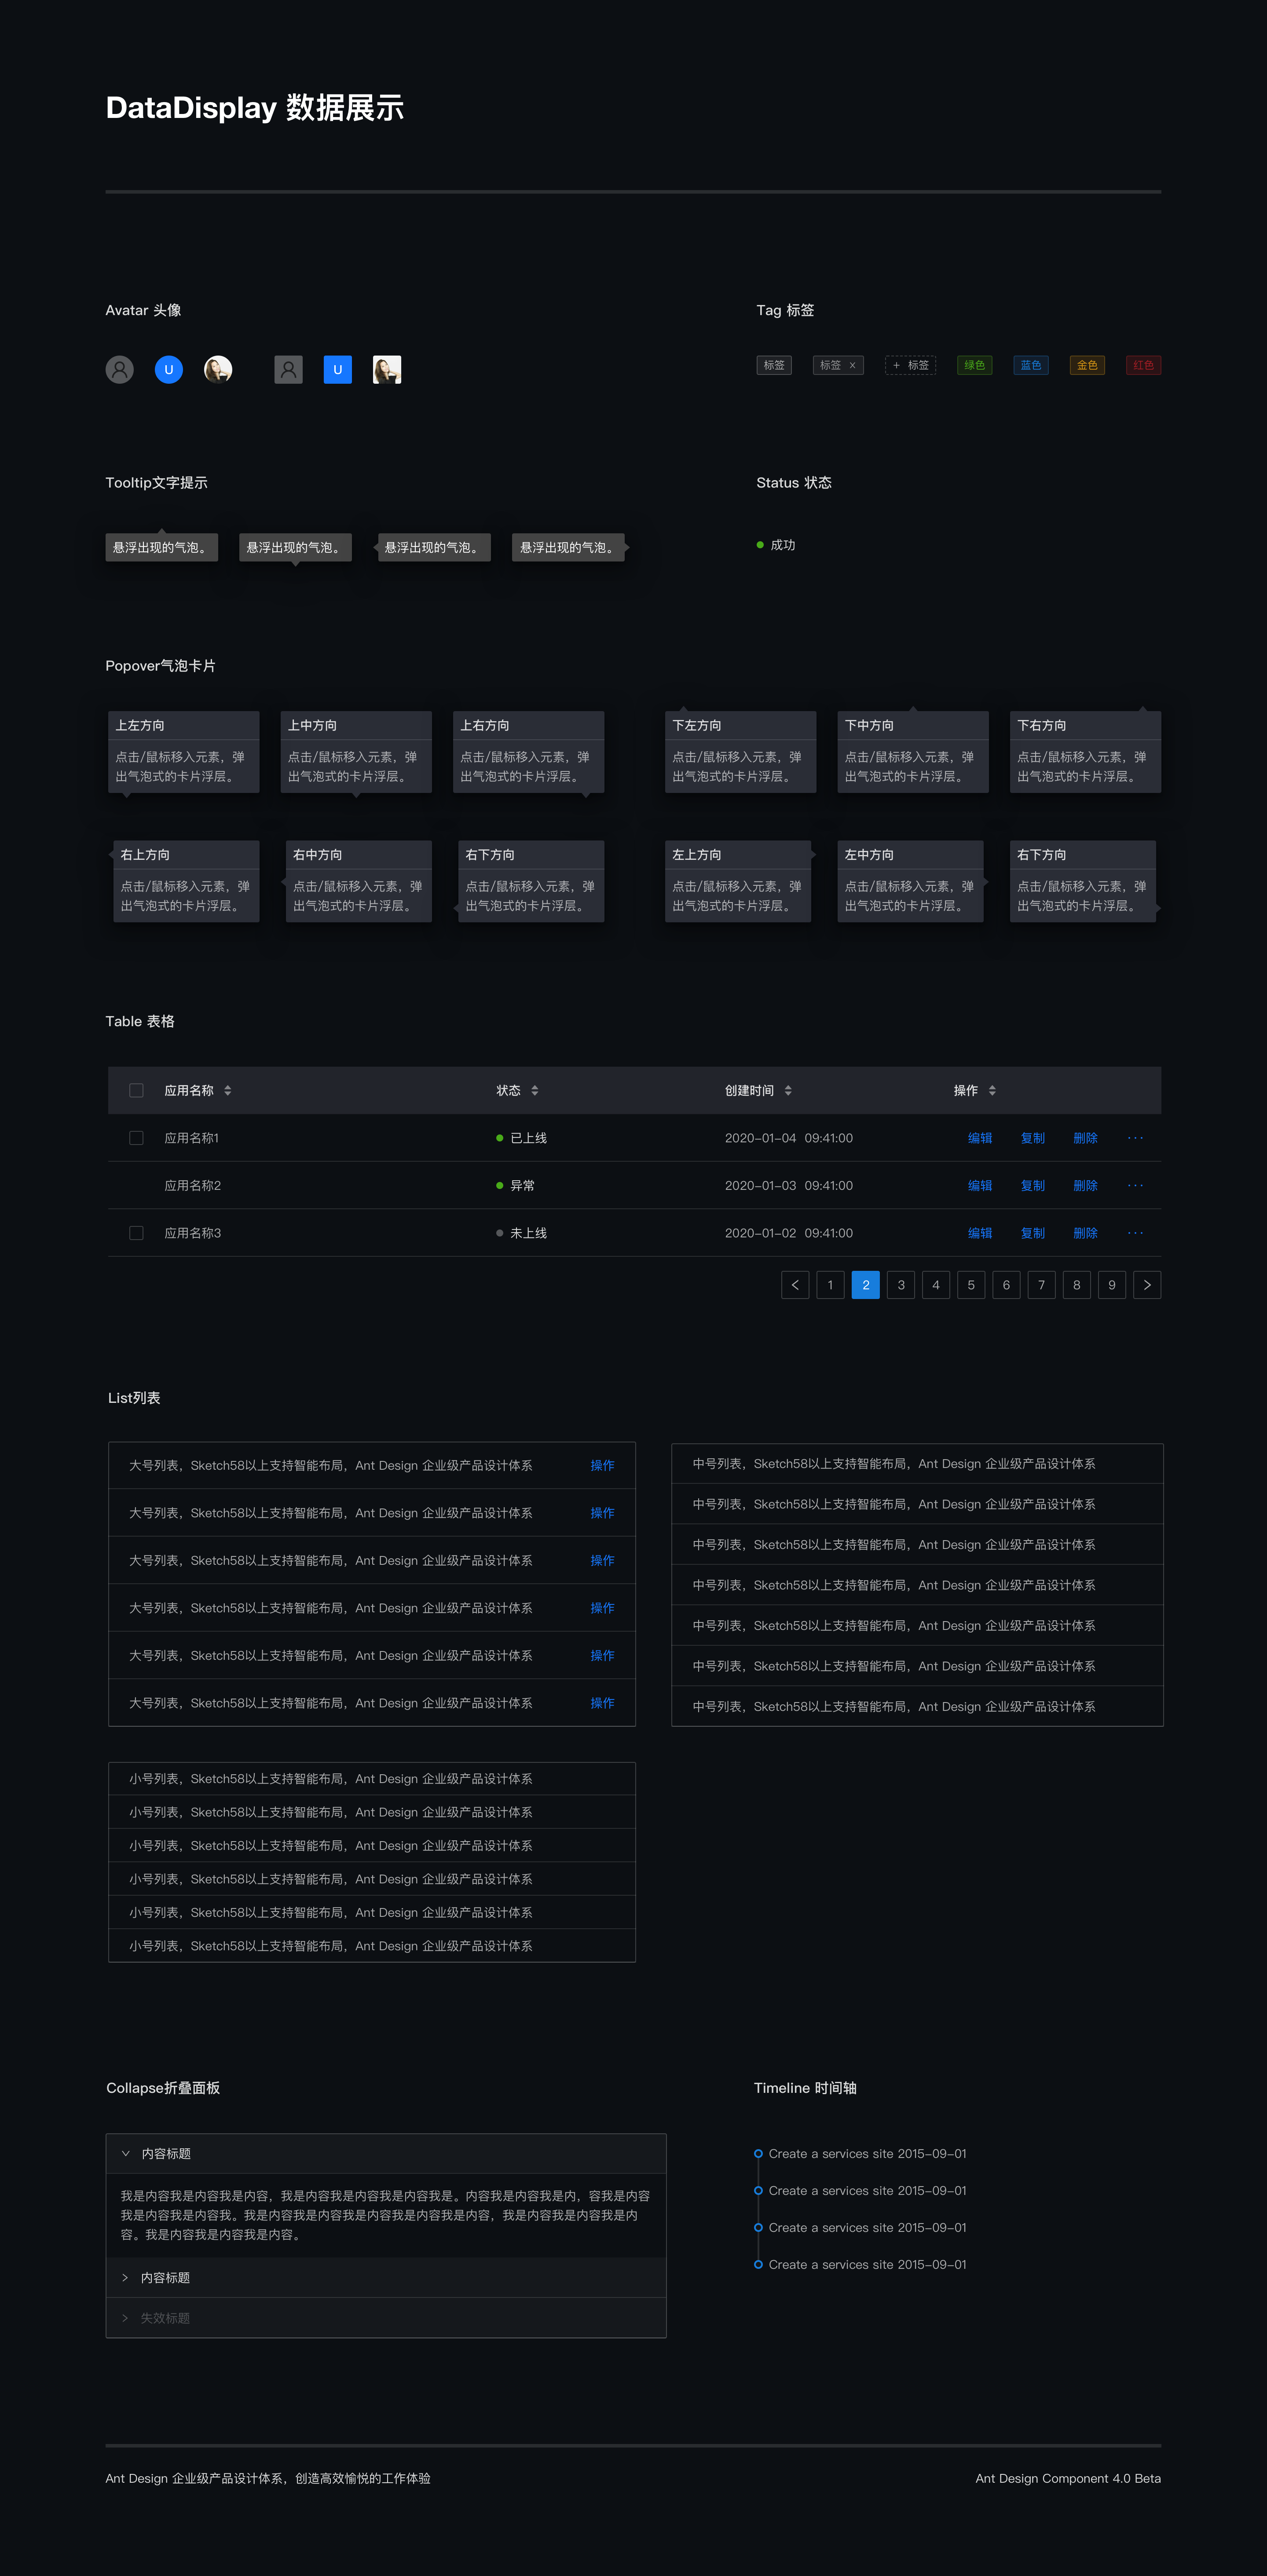 DataDisplay 数据展示
Avatar 头像
Tag 标签
U
U
标签
标签 ×
+ 标签
绿色
蓝色
金色
红色
Tooltip文字提示
Status 状态
悬浮出现的气泡。
悬浮出现的气泡。
悬浮出现的气泡。
悬浮出现的气泡。
成功
Popover气泡卡片
上左方向
点击/鼠标移入元素，弹
出气泡式的卡片浮层。
上中方向
点击/鼠标移入元素，弹
出气泡式的卡片浮层。
上右方向
点击/鼠标移入元素，弹
出气泡式的卡片浮层。
下左方向
点击/鼠标移入元素，弹
出气泡式的卡片浮层。
下中方向
点击/鼠标移入元素，弹
出气泡式的卡片浮层。
下右方向
点击/鼠标移入元素，弹
出气泡式的卡片浮层。
右上方向
点击/鼠标移入元素，弹
出气泡式的卡片浮层。
右中方向
点击/鼠标移入元素，弹
出气泡式的卡片浮层。
右下方向
点击/鼠标移入元素，弹
出气泡式的卡片浮层。
左上方向
点击/鼠标移入元素，弹
出气泡式的卡片浮层。
左中方向
点击/鼠标移入元素，弹
出气泡式的卡片浮层。
右下方向
点击/鼠标移入元素，弹
出气泡式的卡片浮层。
Table 表格
应用名称 状态 创建时间 操作
应用名称1 已上线 2020-01-04 09:41:00 编辑 复制 删除 ···
应用名称2 异常 2020-01-03 09:41:00 编辑 复制 删除 ···
应用名称3 未上线 2020-01-02 09:41:00 编辑 复制 删除 ···
< 1 2 3 4 5 6 7 8 9 >
List列表
大号列表，Sketch58以上支持智能布局，Ant Design 企业级产品设计体系 操作
大号列表，Sketch58以上支持智能布局，Ant Design 企业级产品设计体系 操作
大号列表，Sketch58以上支持智能布局，Ant Design 企业级产品设计体系 操作
大号列表，Sketch58以上支持智能布局，Ant Design 企业级产品设计体系 操作
大号列表，Sketch58以上支持智能布局，Ant Design 企业级产品设计体系 操作
大号列表，Sketch58以上支持智能布局，Ant Design 企业级产品设计体系 操作
中号列表，Sketch58以上支持智能布局，Ant Design 企业级产品设计体系
中号列表，Sketch58以上支持智能布局，Ant Design 企业级产品设计体系
中号列表，Sketch58以上支持智能布局，Ant Design 企业级产品设计体系
中号列表，Sketch58以上支持智能布局，Ant Design 企业级产品设计体系
中号列表，Sketch58以上支持智能布局，Ant Design 企业级产品设计体系
中号列表，Sketch58以上支持智能布局，Ant Design 企业级产品设计体系
中号列表，Sketch58以上支持智能布局，Ant Design 企业级产品设计体系
小号列表，Sketch58以上支持智能布局，Ant Design 企业级产品设计体系
小号列表，Sketch58以上支持智能布局，Ant Design 企业级产品设计体系
小号列表，Sketch58以上支持智能布局，Ant Design 企业级产品设计体系
小号列表，Sketch58以上支持智能布局，Ant Design 企业级产品设计体系
小号列表，Sketch58以上支持智能布局，Ant Design 企业级产品设计体系
小号列表，Sketch58以上支持智能布局，Ant Design 企业级产品设计体系
Collapse折叠面板
内容标题
我是内容我是内容我是内容，我是内容我是内容我是内容我是。内容我是内容我是内，容我是内容
我是内容我是内容我。我是内容我是内容我是内容我是内容我是内容，我是内容我是内容我是内
容。我是内容我是内容我是内容。
内容标题
失效标题
Timeline 时间轴
Create a services site 2015-09-01
Create a services site 2015-09-01
Create a services site 2015-09-01
Create a services site 2015-09-01
Ant Design 企业级产品设计体系，创造高效愉悦的工作体验
Ant Design Component 4.0 Beta